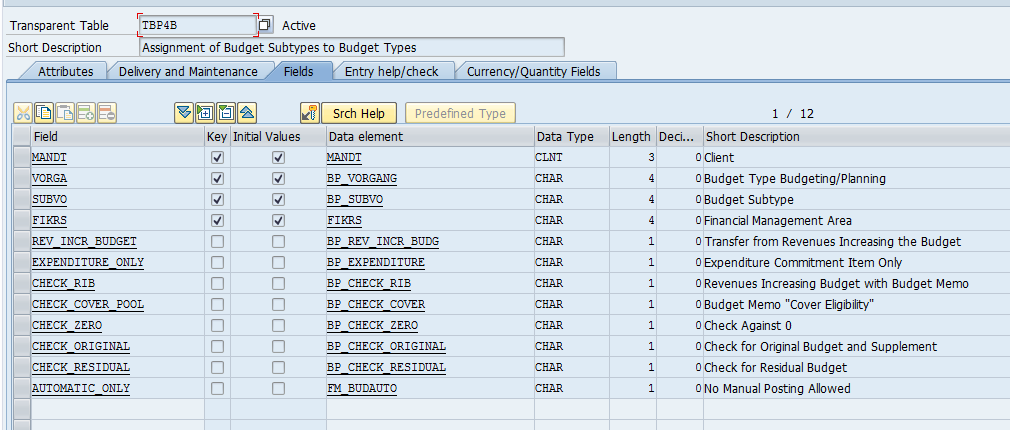 Transparent Table TBP4B Active
Short Description Assignment of Budget Subtypes to Budget Types
Attributes Delivery and Maintenance Fields Entry help/check Currency/Quantity Fields
Srch Help Predefined Type 1 / 12
Field Key Initial Values Data element Data Type Length Deci... Short Description
MANDT MANDT CLNT 3 0 Client
VORGA BP_VORGANG CHAR 4 0 Budget Type Budgeting/Planning
SUBVO BP_SUBVO CHAR 4 0 Budget Subtype
FIKRS FIKRS CHAR 4 0 Financial Management Area
REV_INCR_BUDGET BP_REV_INCR_BUDG CHAR 1 0 Transfer from Revenues Increasing the Budget
EXPENDITURE_ONLY BP_EXPENDITURE CHAR 1 0 Expenditure Commitment Item Only
CHECK_RIB BP_CHECK_RIB CHAR 1 0 Revenues Increasing Budget with Budget Memo
CHECK_COVER_POOL BP_CHECK_COVER CHAR 1 0 Budget Memo "Cover Eligibility"
CHECK_ZERO BP_CHECK_ZERO CHAR 1 0 Check Against 0
CHECK_ORIGINAL BP_CHECK_ORIGINAL CHAR 1 0 Check for Original Budget and Supplement
CHECK_RESIDUAL BP_CHECK_RESIDUAL CHAR 1 0 Check for Residual Budget
AUTOMATIC_ONLY FM_BUDAUTO CHAR 1 0 No Manual Posting Allowed